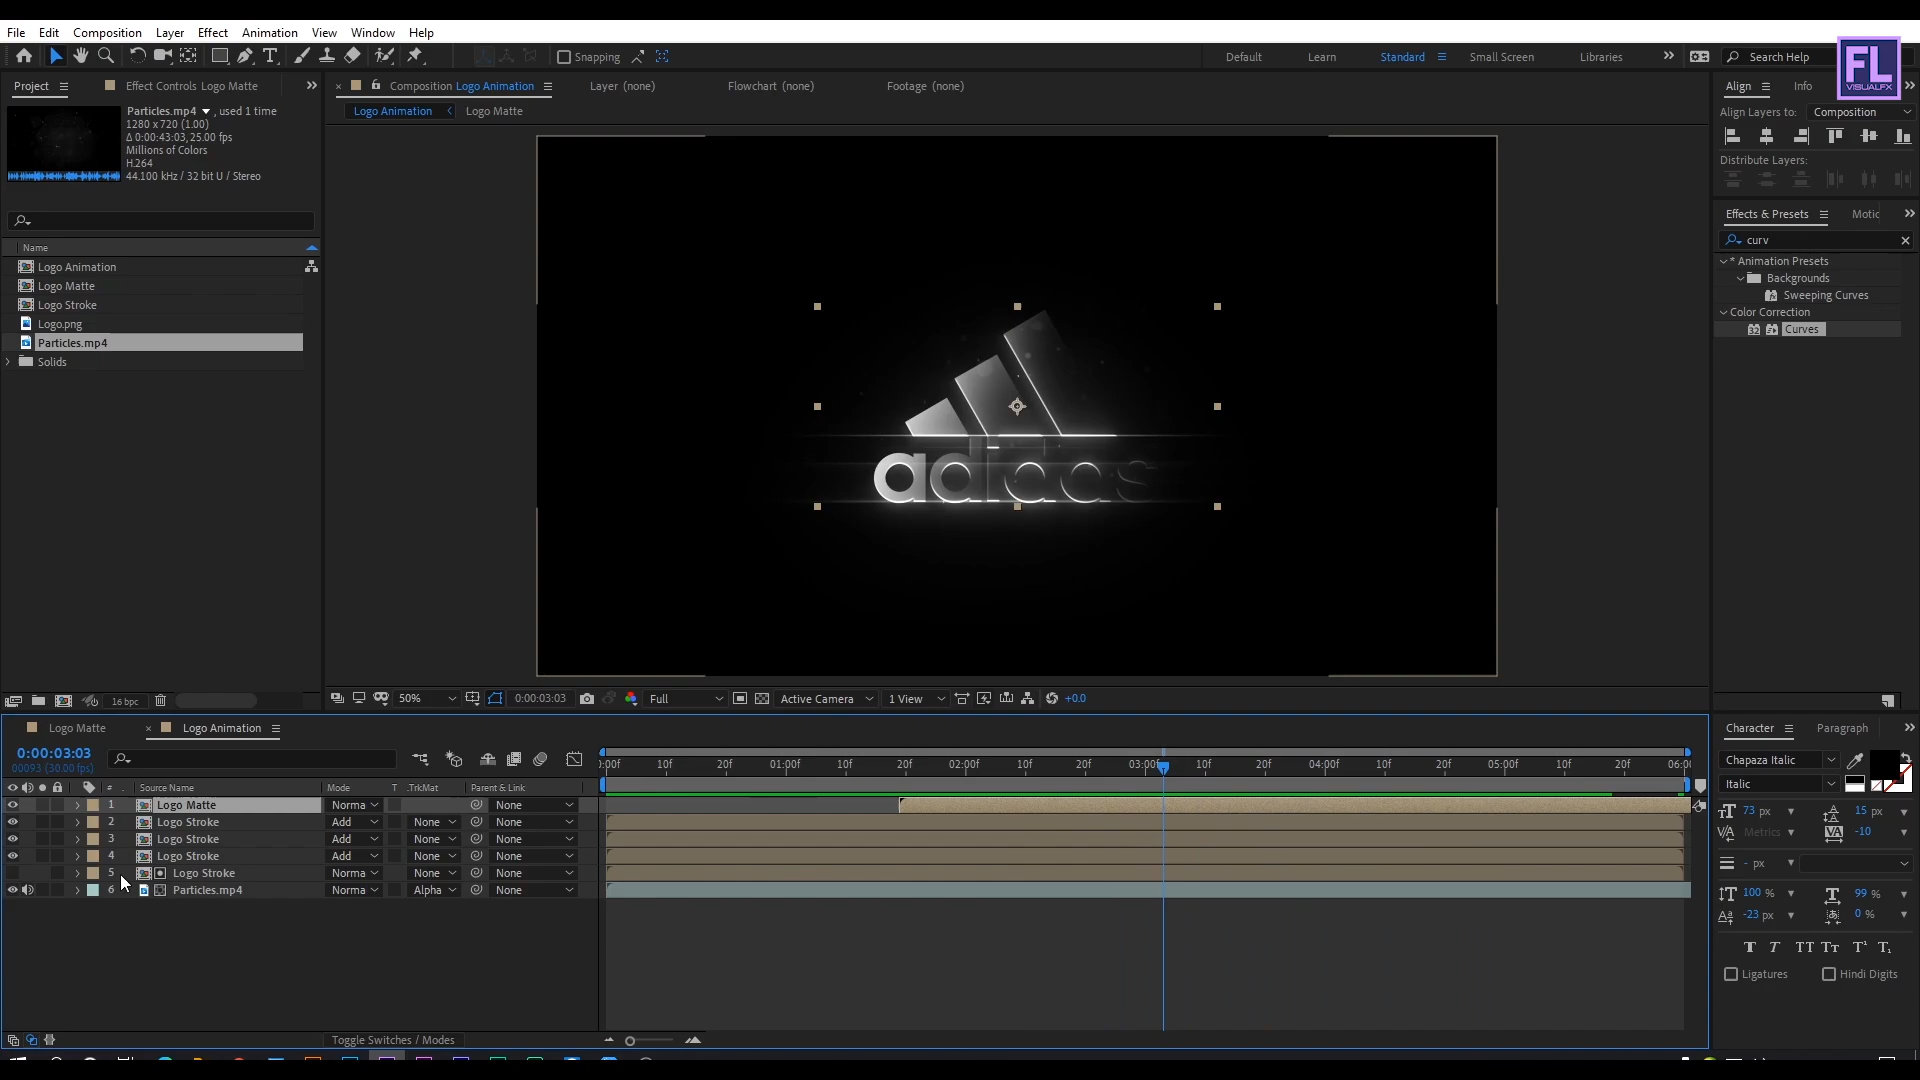 File Edit Composition Layer Effect Animation View Window Help
Snapping
Default Learn Standard Small Screen Libraries Search Help
FL
VISUALFX
Project Effect Controls Logo Matte
Particles.mp4 , used 1 time
1280 x 720 (1.00)
Δ 0:00:43:03, 25.00 fps
Millions of Colors
H.264
44.100 kHz / 32 bit U / Stereo
Name
Logo Animation
Logo Matte
Logo Stroke
Logo.png
Particles.mp4
Solids
16 bpc
Composition Logo Animation Layer (none) Flowchart (none) Footage (none)
Logo Animation Logo Matte
adidas
50% 0:00:03:03 Full Active Camera 1 View +0.0
Align Info
Align Layers to: Composition
Distribute Layers:
Effects & Presets Motic
curv
* Animation Presets
Backgrounds
Sweeping Curves
Color Correction
32 Curves
Logo Matte Logo Animation
0:00:03:03
00093 (30.00 fps)
# Source Name Mode T .TrkMat Parent & Link
1 Logo Matte Norma None
2 Logo Stroke Add None None
3 Logo Stroke Add None None
4 Logo Stroke Add None None
5 Logo Stroke Norma None None
6 Particles.mp4 Norma Alpha None
):00f 10f 20f 01:00f 10f 20f 02:00f 10f 20f 03:00f 10f 20f 04:00f 10f 20f 05:00f 10f 20f 06:0(
Toggle Switches / Modes
Character Paragraph
Chapaza Italic
Italic
73 px 15 px
Metrics -10
- px
100 % 99 %
-23 px 0 %
T T TT Tt T¹ T₁
Ligatures Hindi Digits